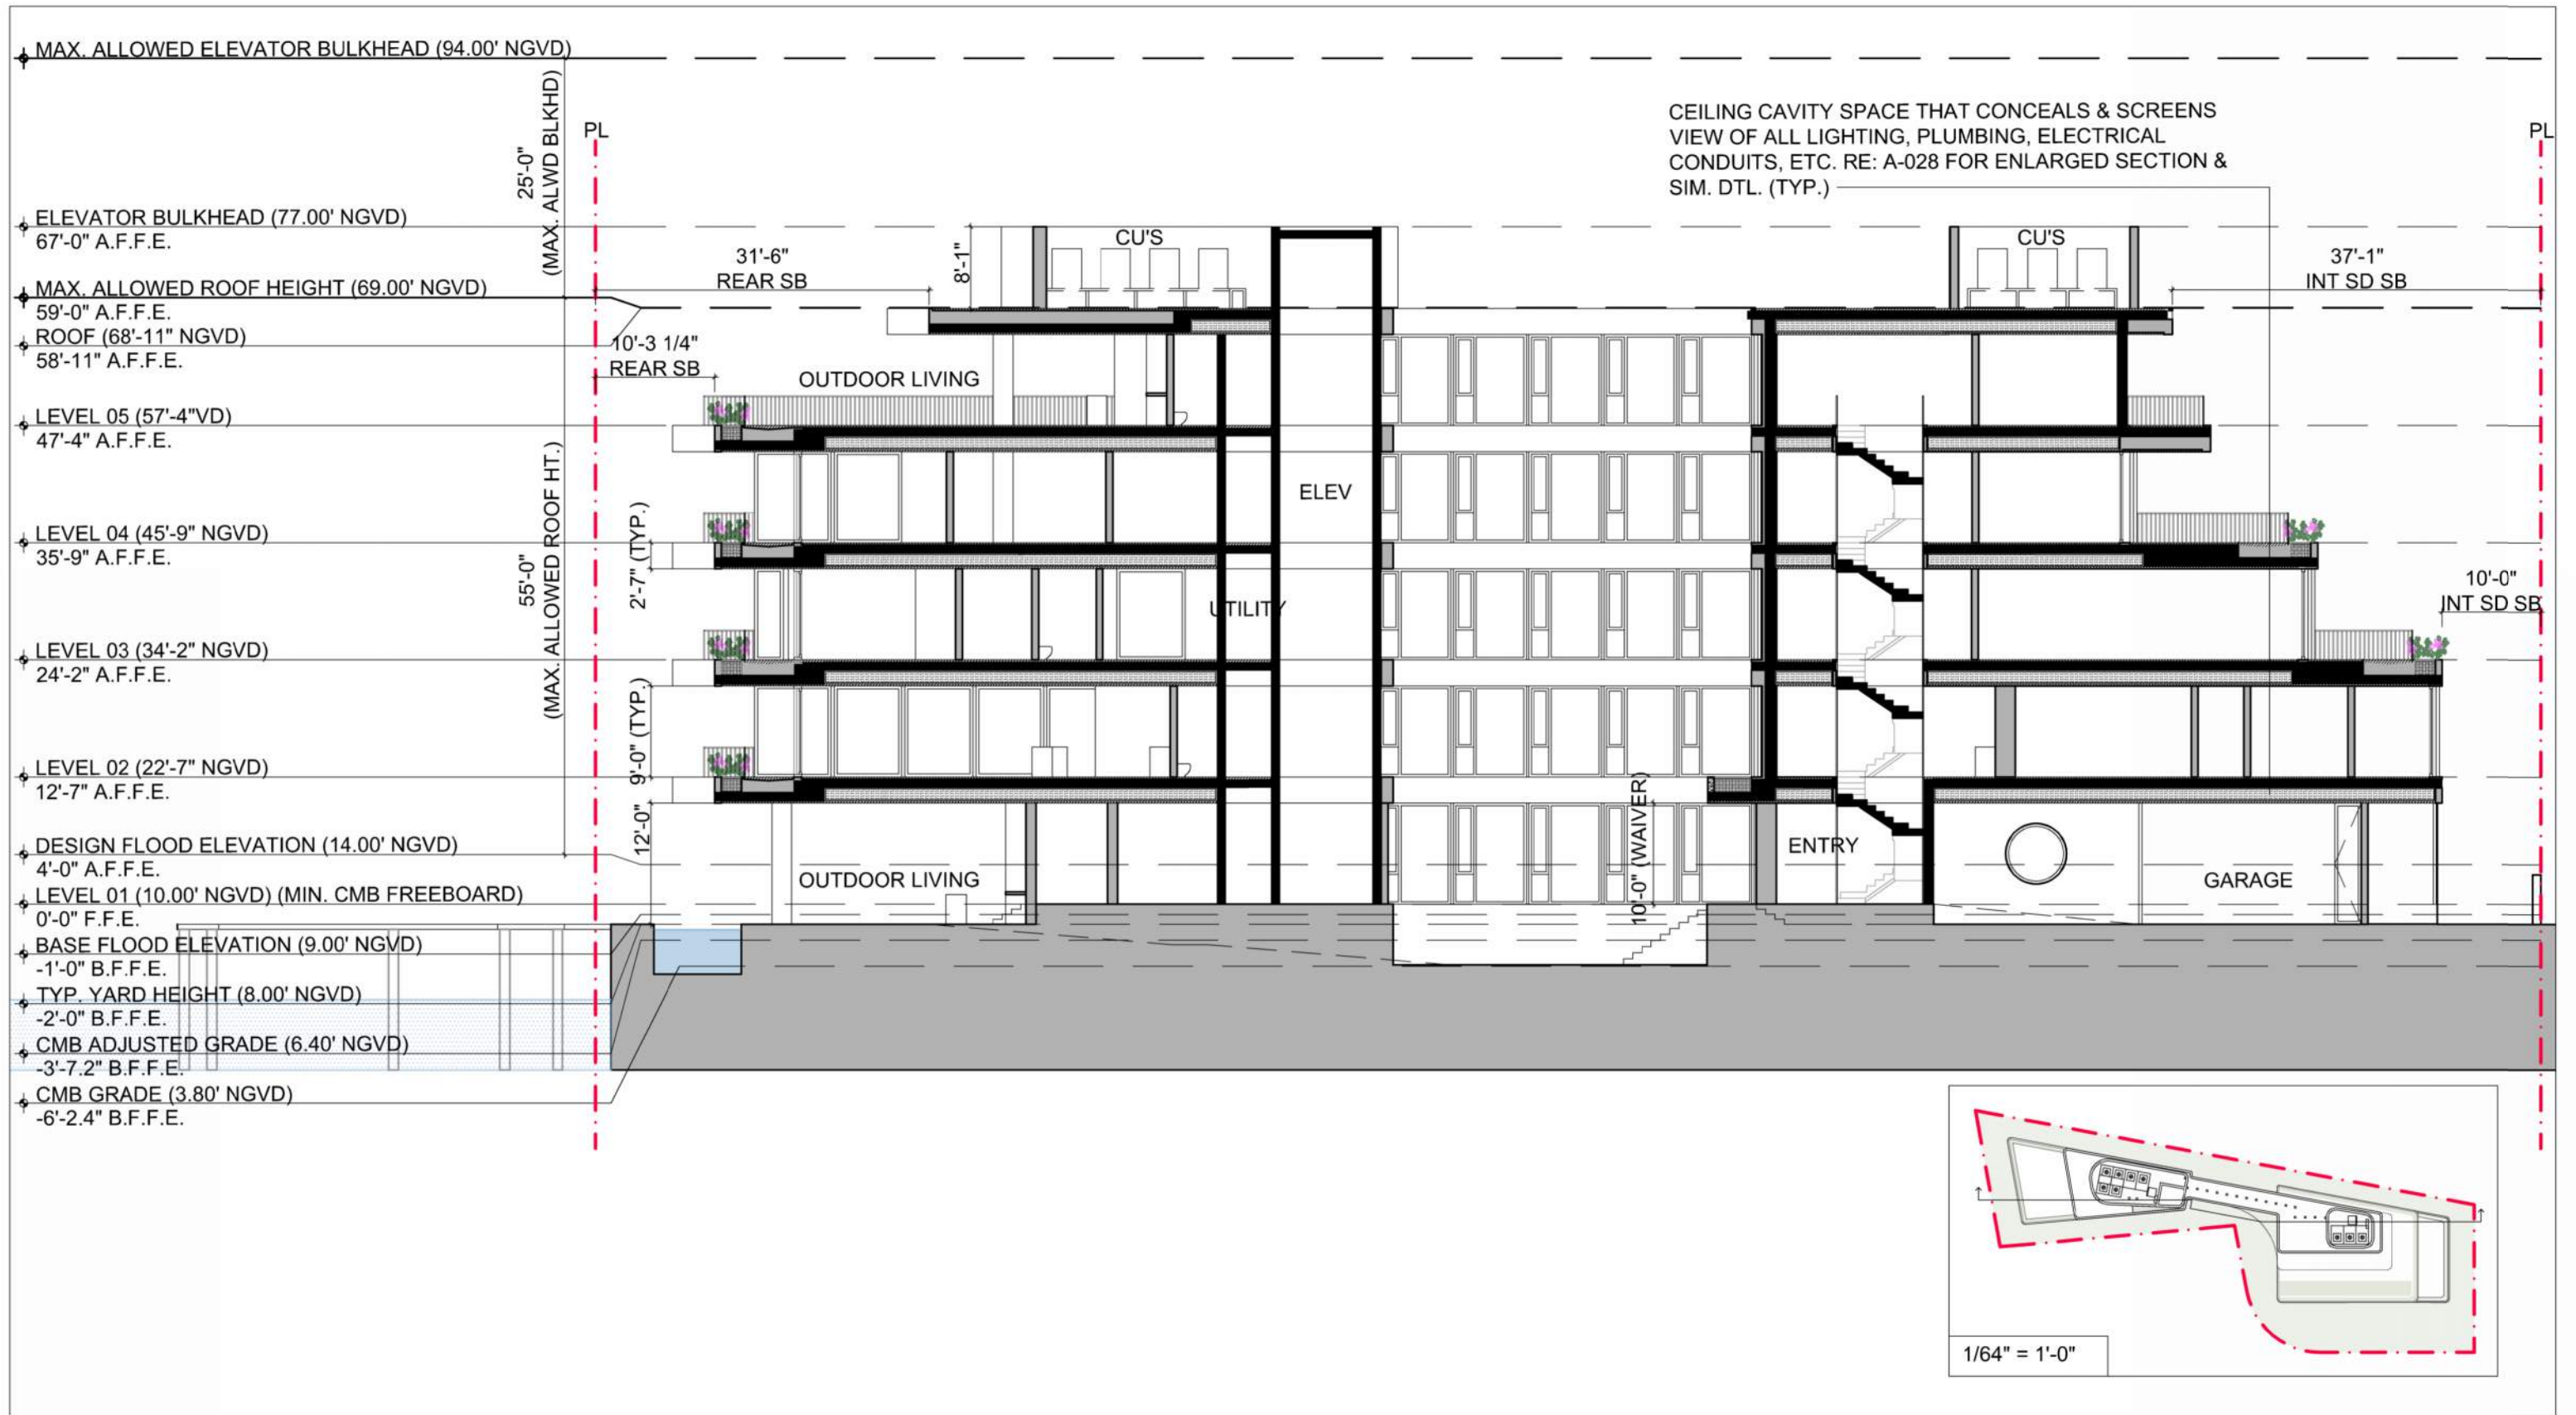 MAX. ALLOWED ELEVATOR BULKHEAD (94.00' NGVD)
25'-0"
(MAX. ALWD BLKHD)
PL
CEILING CAVITY SPACE THAT CONCEALS & SCREENS
VIEW OF ALL LIGHTING, PLUMBING, ELECTRICAL
CONDUITS, ETC. RE: A-028 FOR ENLARGED SECTION &
SIM. DTL. (TYP.)
PL
ELEVATOR BULKHEAD (77.00' NGVD)
67'-0" A.F.F.E.
CU'S
CU'S
31'-6"
REAR SB
8'-1"
37'-1"
INT SD SB
MAX. ALLOWED ROOF HEIGHT (69.00' NGVD)
59'-0" A.F.F.E.
ROOF (68'-11" NGVD)
58'-11" A.F.F.E.
10'-3 1/4"
REAR SB
OUTDOOR LIVING
LEVEL 05 (57'-4"VD)
47'-4" A.F.F.E.
55'-0"
(MAX. ALLOWED ROOF HT.)
ELEV
LEVEL 04 (45'-9" NGVD)
35'-9" A.F.F.E.
2'-7" (TYP.)
UTILITY
10'-0"
INT SD SB
LEVEL 03 (34'-2" NGVD)
24'-2" A.F.F.E.
9'-0" (TYP.)
LEVEL 02 (22'-7" NGVD)
12'-7" A.F.F.E.
12'-0"
10'-0" (WAIVER)
ENTRY
DESIGN FLOOD ELEVATION (14.00' NGVD)
4'-0" A.F.F.E.
OUTDOOR LIVING
GARAGE
LEVEL 01 (10.00' NGVD) (MIN. CMB FREEBOARD)
0'-0" F.F.E.
BASE FLOOD ELEVATION (9.00' NGVD)
-1'-0" B.F.F.E.
TYP. YARD HEIGHT (8.00' NGVD)
-2'-0" B.F.F.E.
CMB ADJUSTED GRADE (6.40' NGVD)
-3'-7.2" B.F.F.E.
CMB GRADE (3.80' NGVD)
-6'-2.4" B.F.F.E.
1/64" = 1'-0"